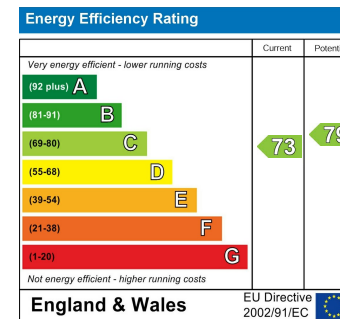 Energy Efficiency Rating
Current
Very energy efficient - lower running costs
(92 plus) A
(81-91) B
(69-80) C
73
79
(55-68) D
(39-54) E
(21-38) F
(1-20) G
Not energy efficient - higher running costs
England & Wales
EU Directive
2002/91/EC